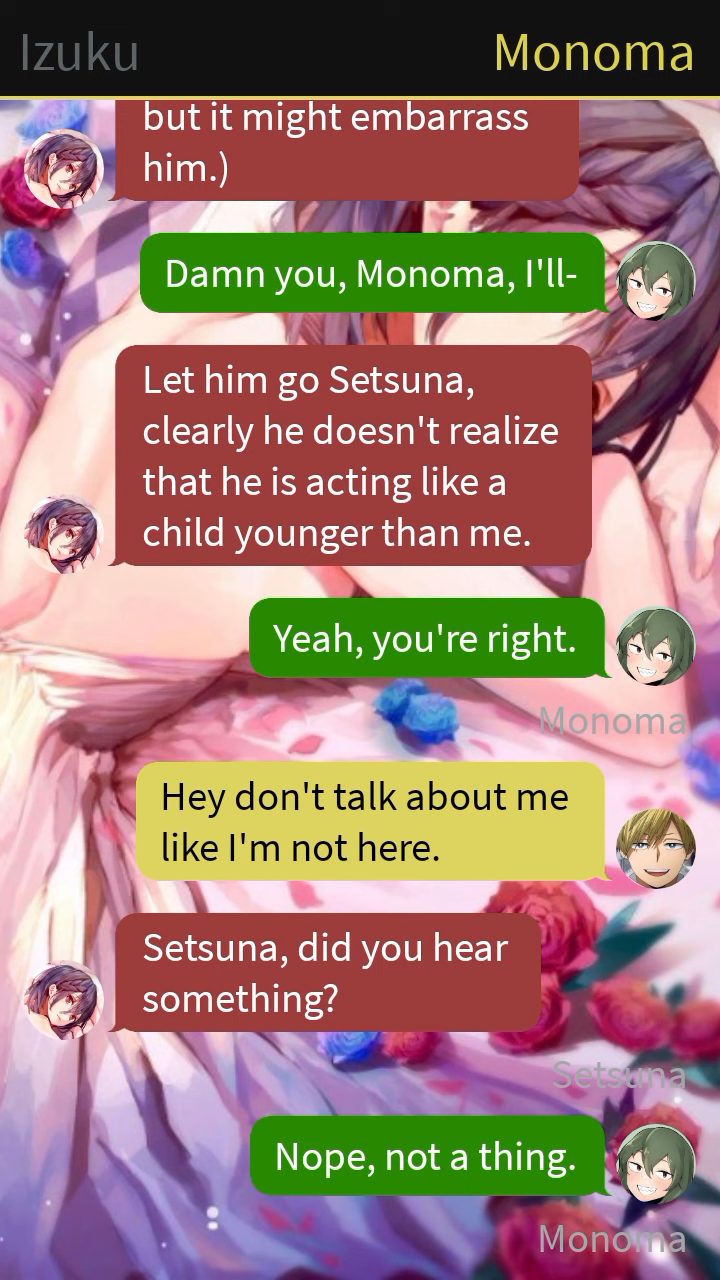 Izuku
Monoma
but it might embarrass
him.)
Damn you, Monoma, I'll-
Let him go Setsuna,
clearly he doesn't realize
that he is acting like a
child younger than me.
Yeah, you're right.
Monoma
Hey don't talk about me
like I'm not here.
Setsuna, did you hear
something?
Setsuna
Nope, not a thing.
Monoma